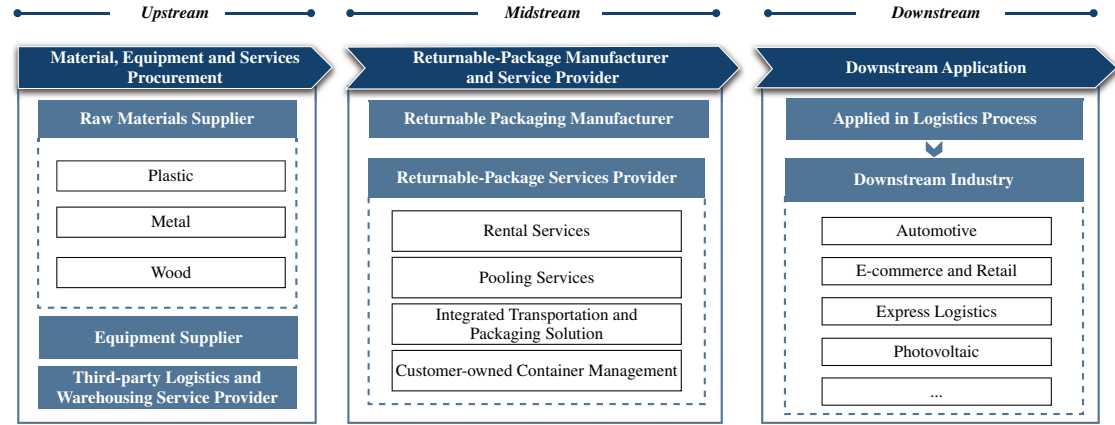 Upstream
Midstream
Downstream
Material, Equipment and Services
Procurement
Raw Materials Supplier
Plastic
Metal
Wood
Equipment Supplier
Third-party Logistics and
Warehousing Service Provider
Returnable-Package Manufacturer
and Service Provider
Returnable Packaging Manufacturer
Returnable-Package Services Provider
Rental Services
Pooling Services
Integrated Transportation and
Packaging Solution
Customer-owned Container Management
Downstream Application
Applied in Logistics Process
Downstream Industry
Automotive
E-commerce and Retail
Express Logistics
Photovoltaic
...